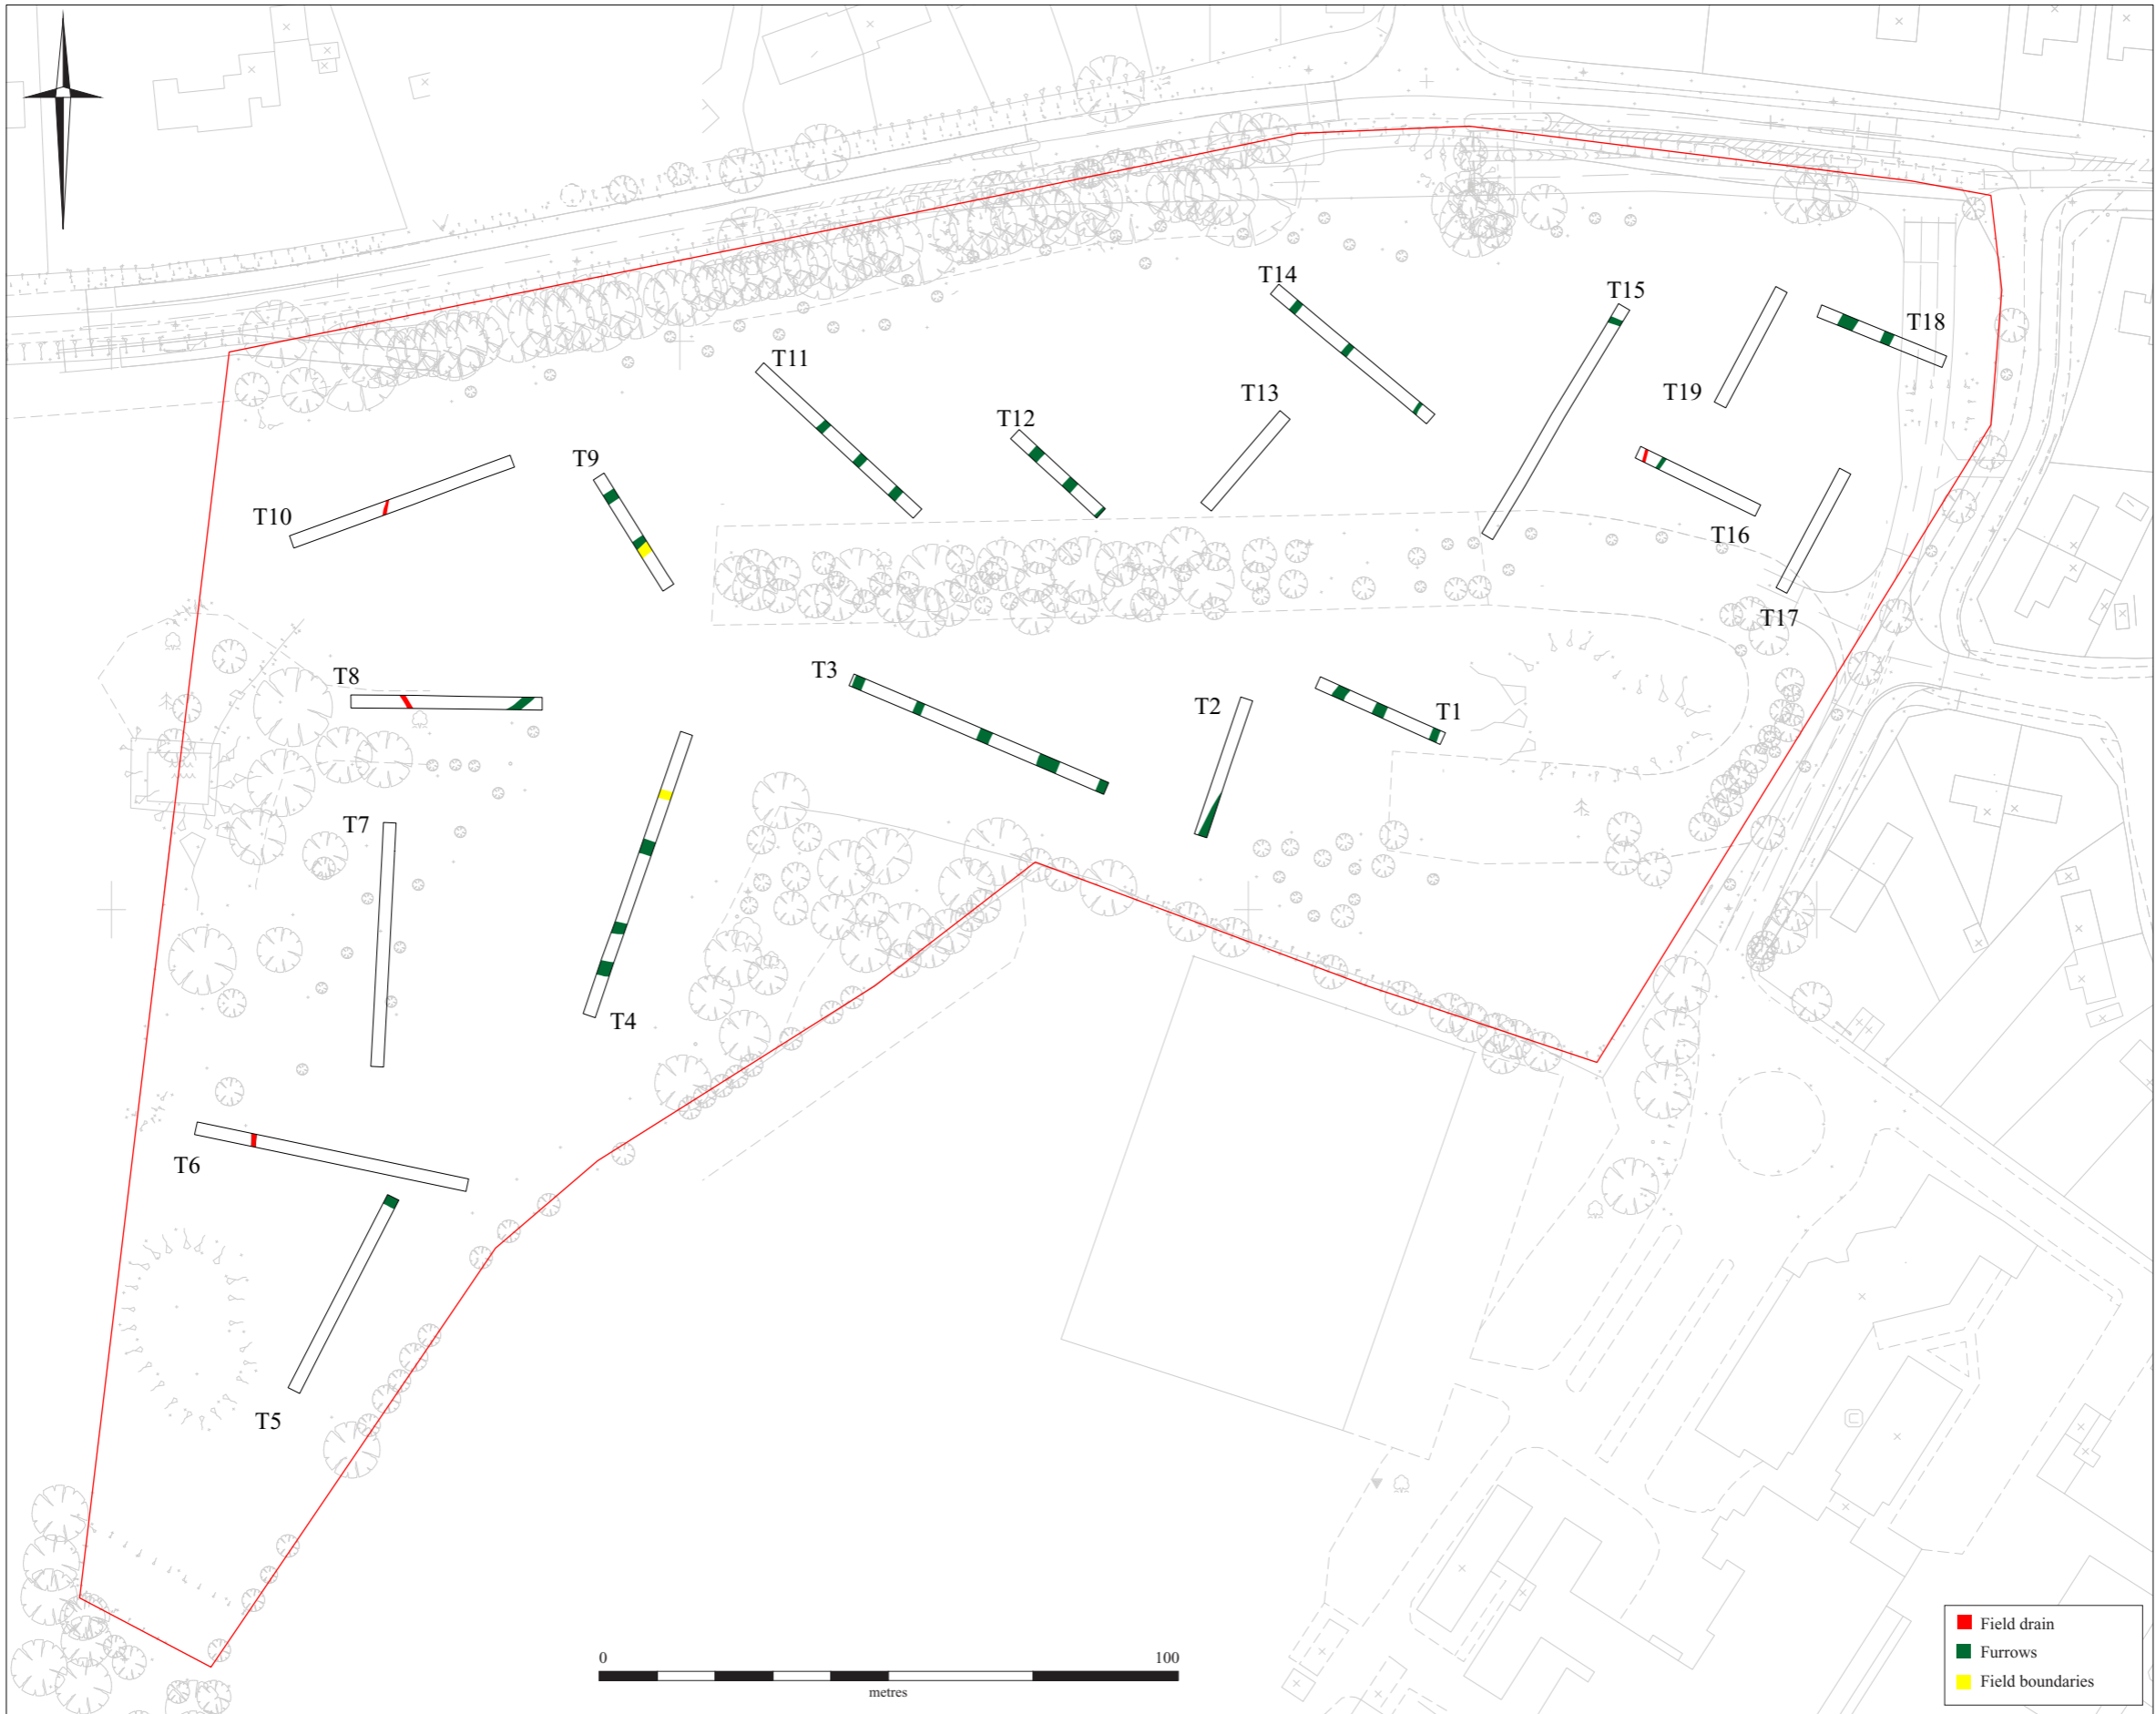 T14
T15
T18
T11
T19
T13
T12
T9
T10
T16
T17
T8
T3
T2
T1
T7
T4
T6
T5
0
100
metres
Field drain
Furrows
Field boundaries